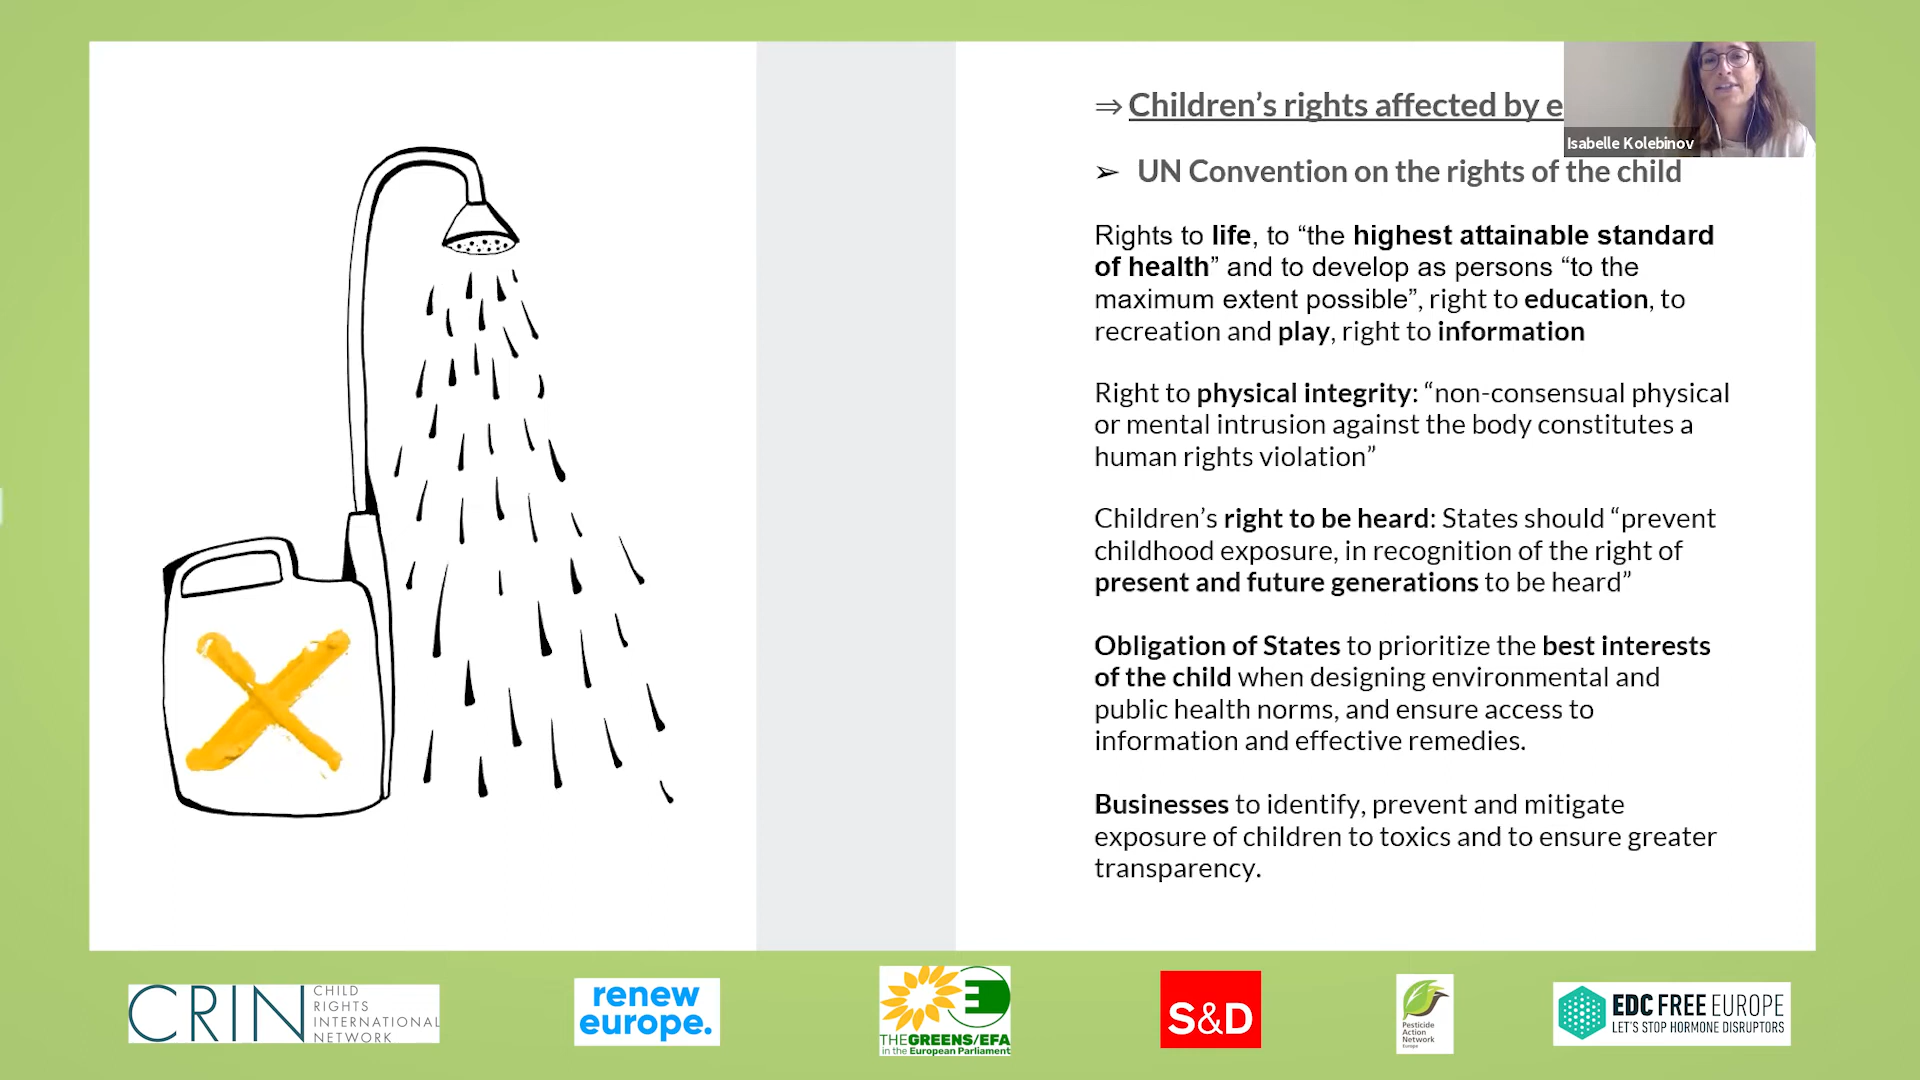 ⇒ Children’s rights affected by e
Isabelle Kolebinov
➢ UN Convention on the rights of the child
Rights to life, to “the highest attainable standard
of health” and to develop as persons “to the
maximum extent possible”, right to education, to
recreation and play, right to information
Right to physical integrity: “non-consensual physical
or mental intrusion against the body constitutes a
human rights violation”
Children’s right to be heard: States should “prevent
childhood exposure, in recognition of the right of
present and future generations to be heard”
Obligation of States to prioritize the best interests
of the child when designing environmental and
public health norms, and ensure access to
information and effective remedies.
Businesses to identify, prevent and mitigate
exposure of children to toxics and to ensure greater
transparency.
CRIN
CHILD
RIGHTS
INTERNATIONAL
NETWORK
renew
europe.
THE GREENS/EFA
in the European Parliament
S&D
Pesticide
Action
Network
Europe
EDC FREE EUROPE
LET'S STOP HORMONE DISRUPTORS